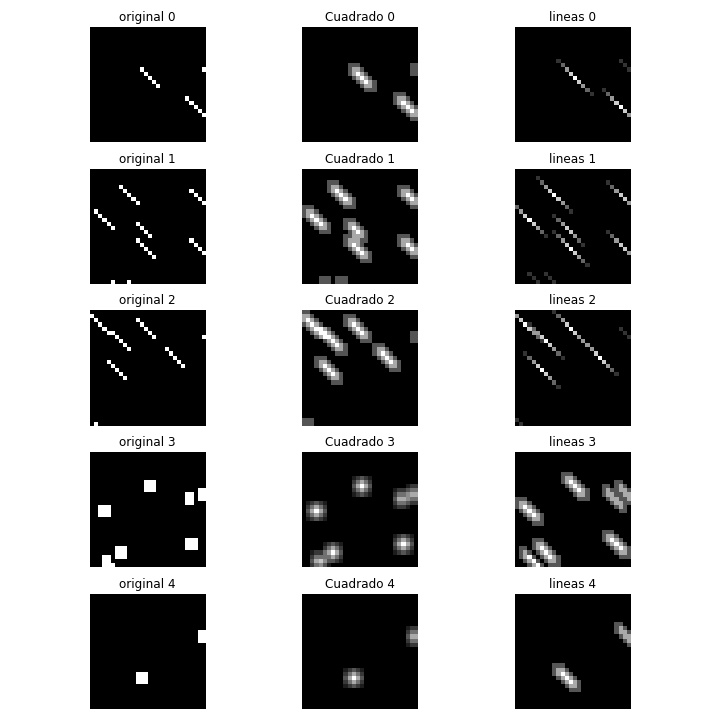 original 0 Cuadrado 0 lineas 0
original 1 Cuadrado 1 lineas 1
original 2 Cuadrado 2 lineas 2
original 3 Cuadrado 3 lineas 3
original 4 Cuadrado 4 lineas 4